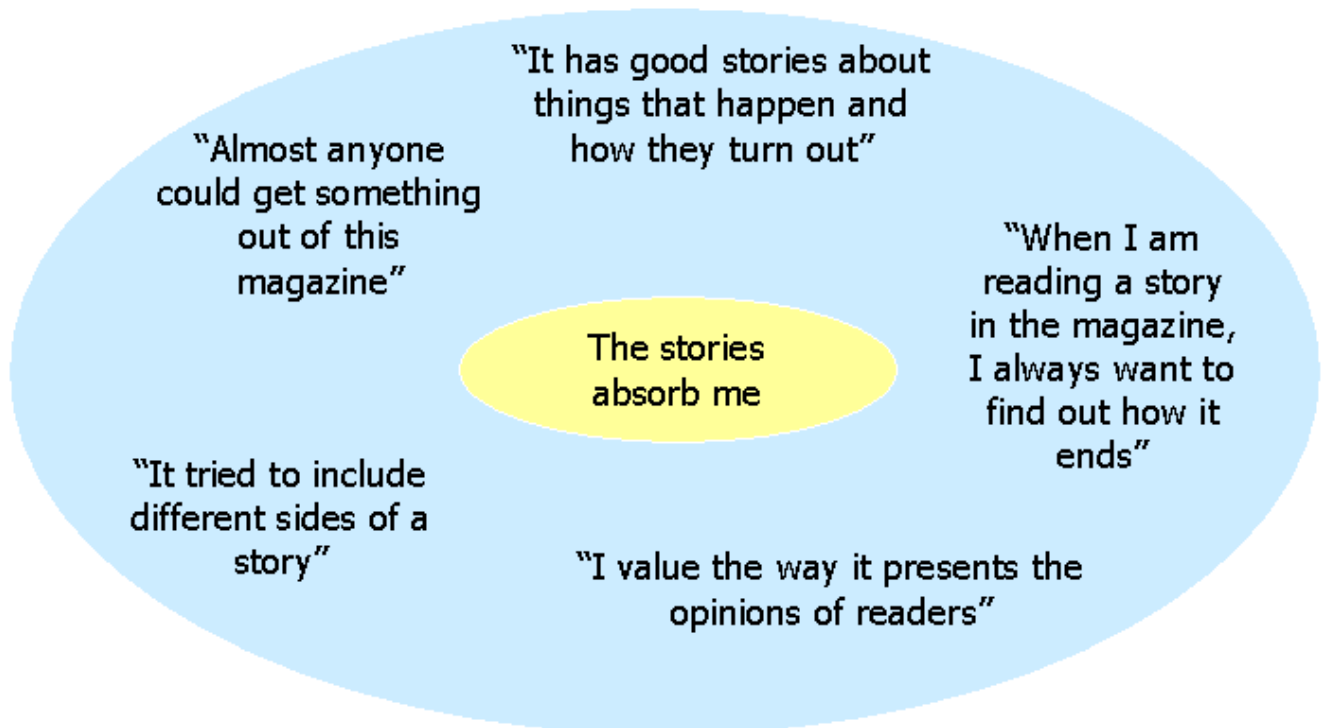 “It has good stories about
things that happen and
how they turn out”
“Almost anyone
could get something
out of this
magazine”
“When I am
reading a story
in the magazine,
I always want to
find out how it
ends”
The stories
absorb me
“It tried to include
different sides of a
story”
“I value the way it presents the
opinions of readers”